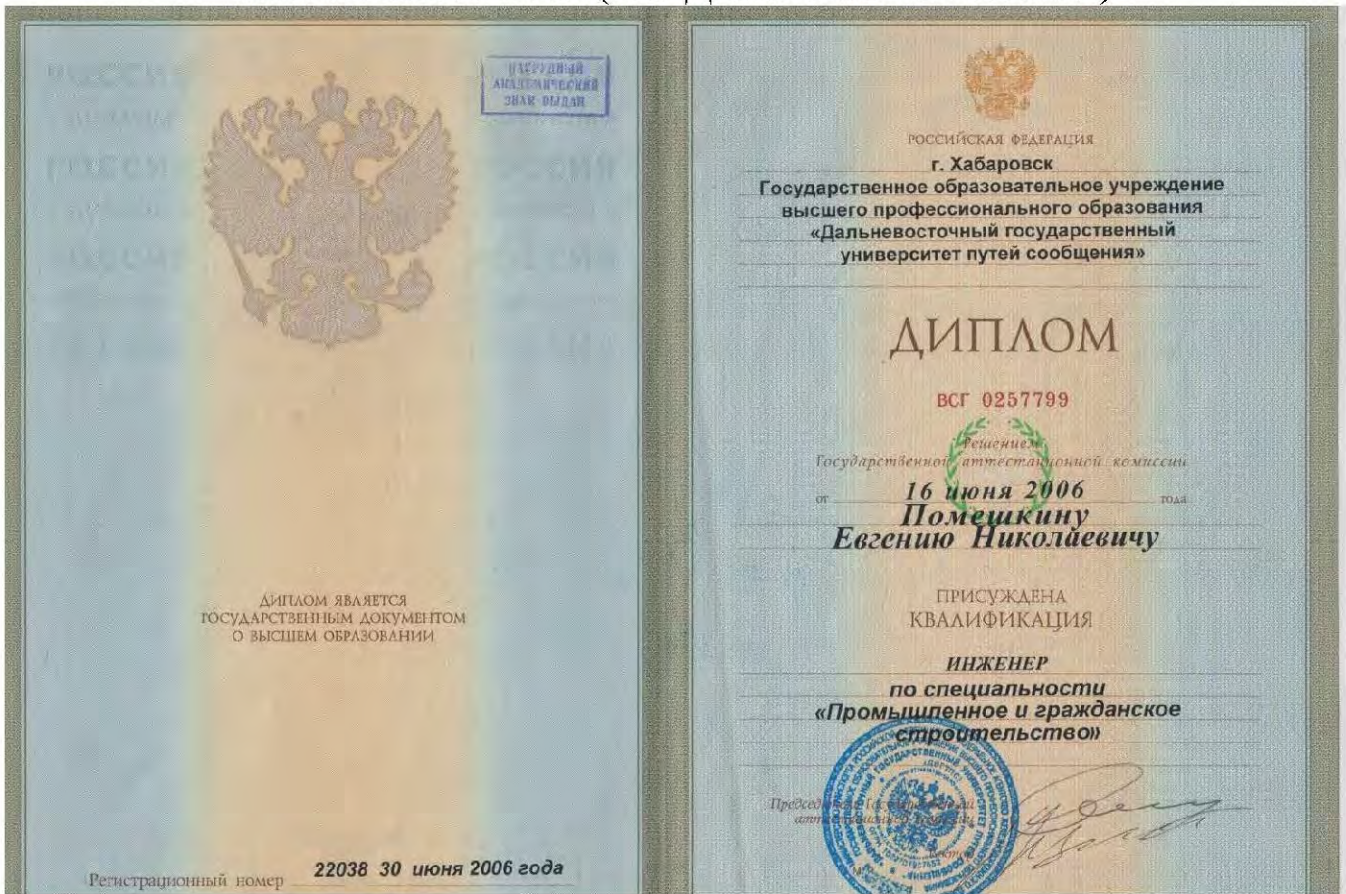 НАГРУДНЫЙ
АКАДЕМИЧЕСКИЙ
ЗНАК ВЫДАН
ДИПЛОМ ЯВЛЯЕТСЯ
ГОСУДАРСТВЕННЫМ ДОКУМЕНТОМ
О ВЫСШЕМ ОБРАЗОВАНИИ
Регистрационный номер 22038 30 июня 2006 года
РОССИЙСКАЯ ФЕДЕРАЦИЯ
г. Хабаровск
Государственное образовательное учреждение
высшего профессионального образования
«Дальневосточный государственный
университет путей сообщения»
ДИПЛОМ
ВСГ 0257799
Решением
Государственной аттестационной комиссии
от 16 июня 2006 года
Помешкину
Евгению Николаевичу
ПРИСУЖДЕНА
КВАЛИФИКАЦИЯ
ИНЖЕНЕР
по специальности
«Промышленное и гражданское
строительство»